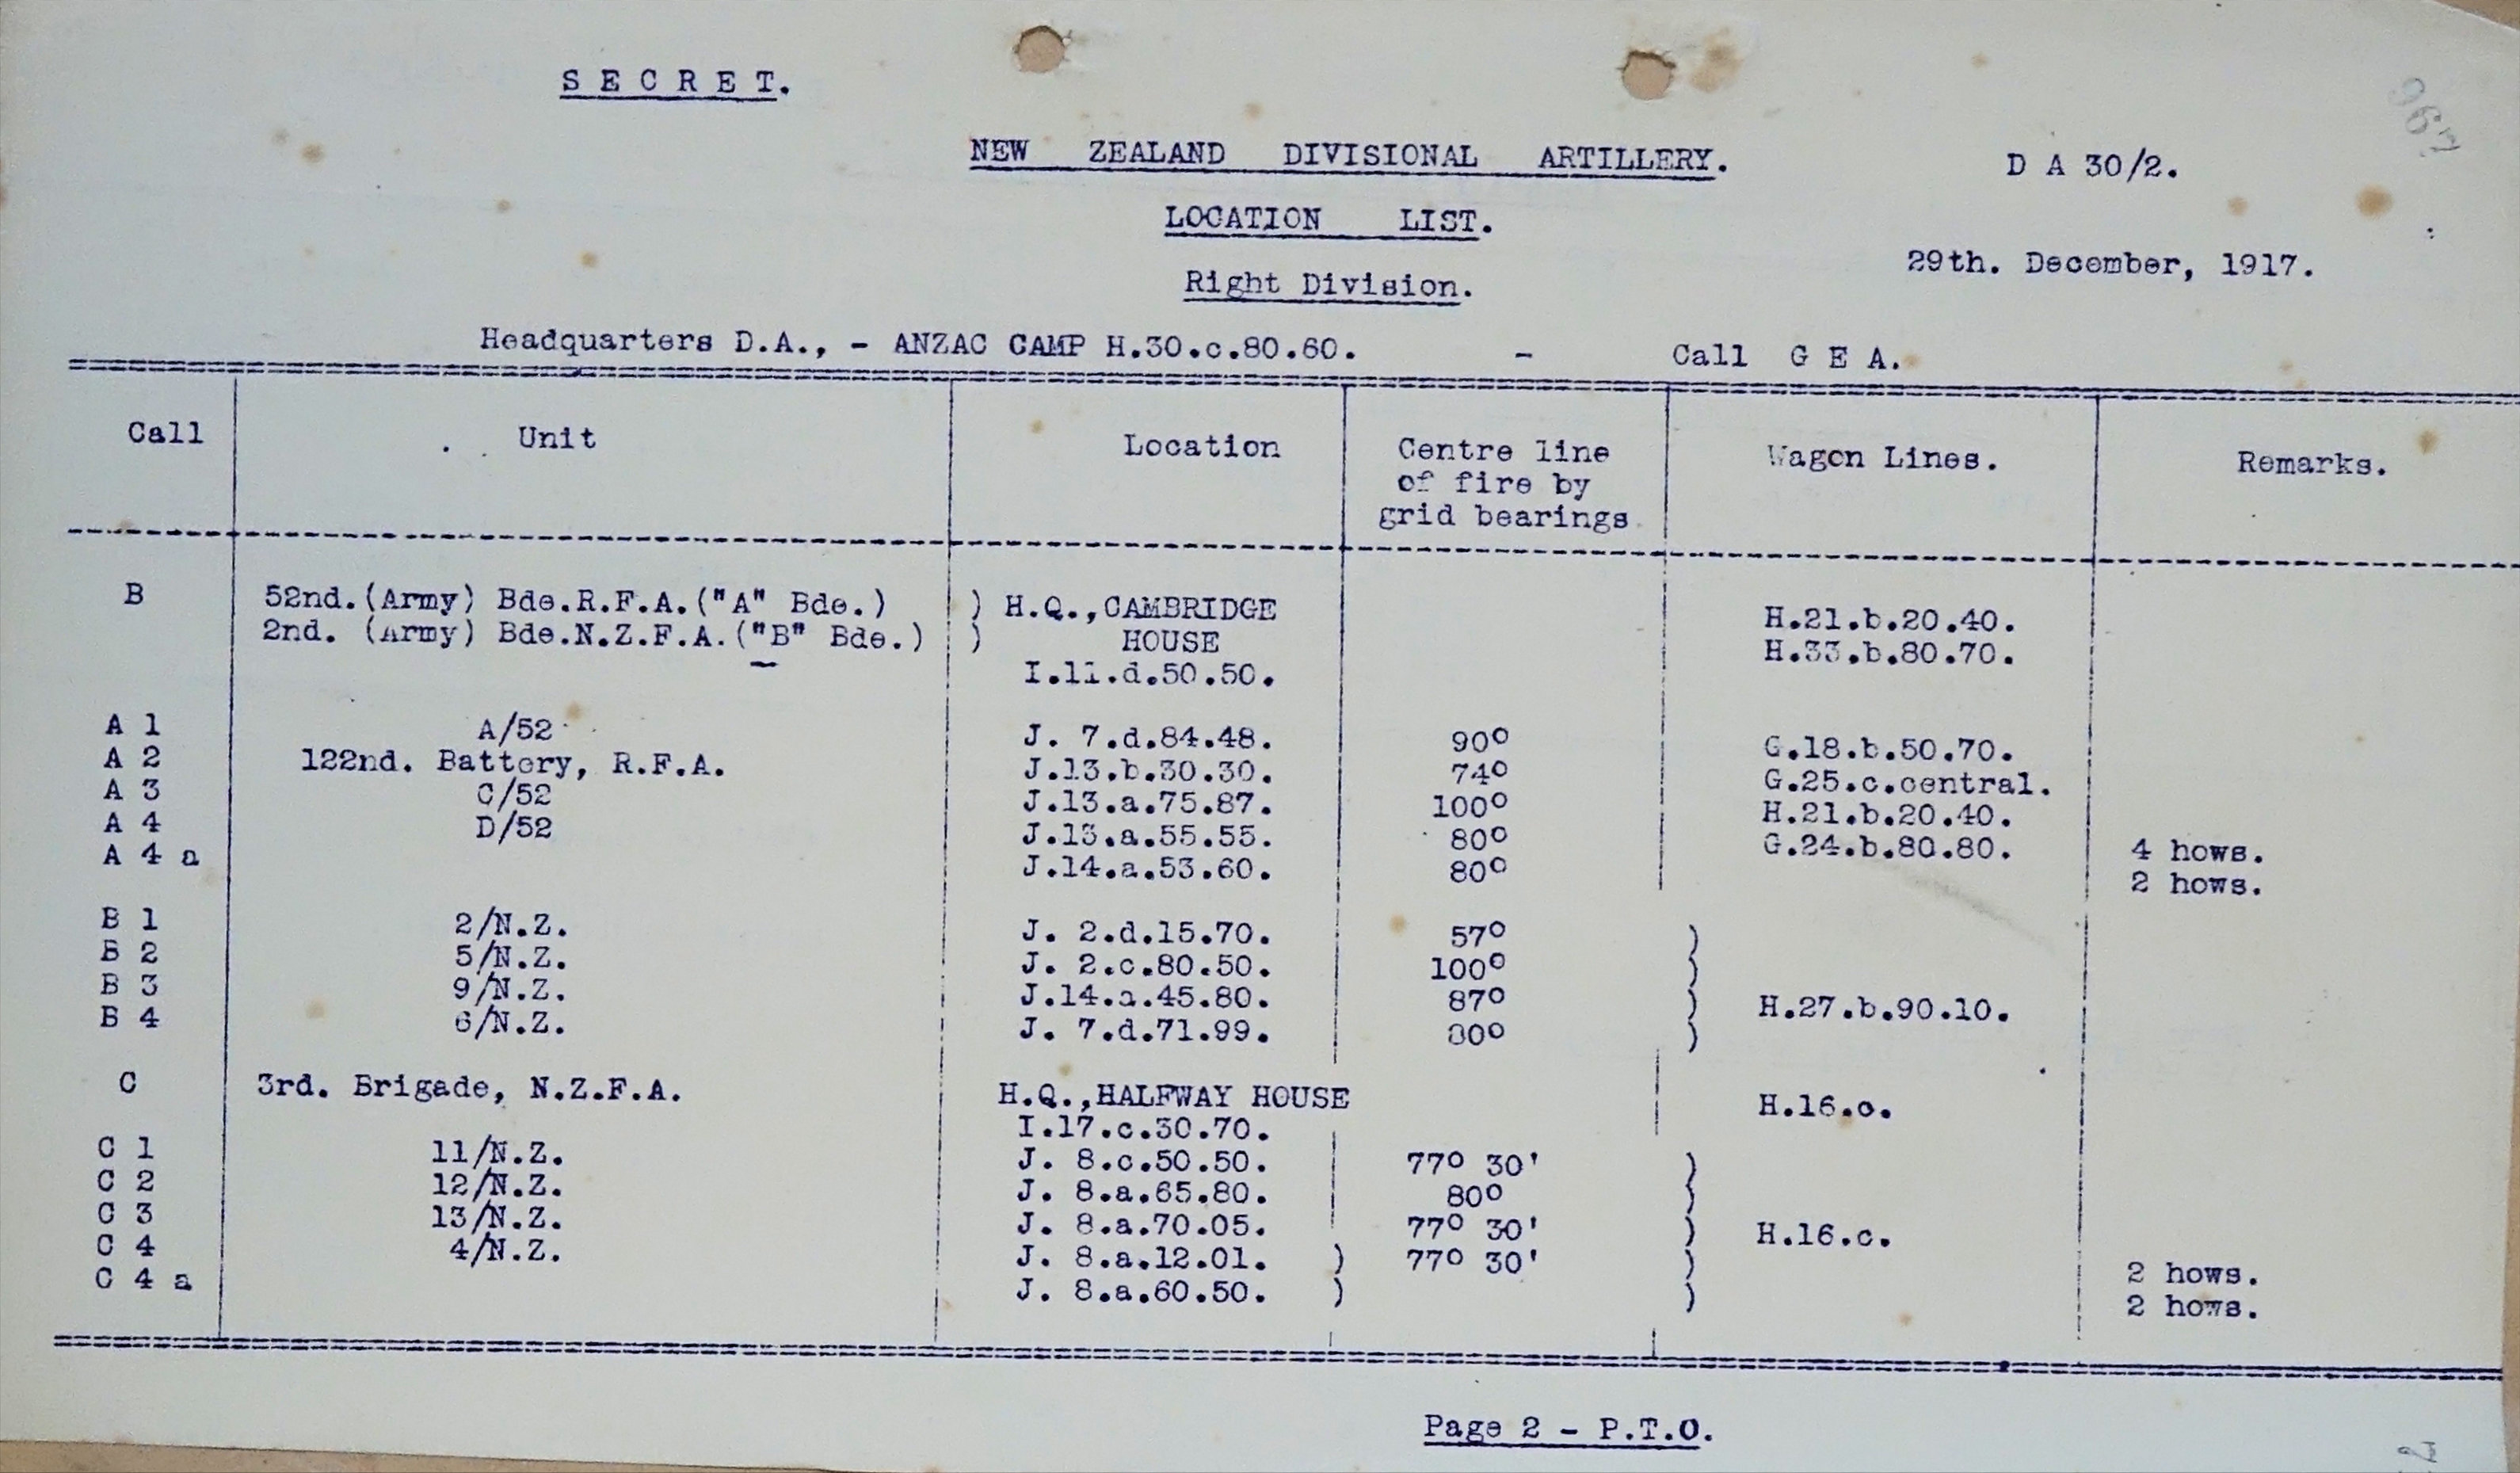 SECRET.
967
NEW ZEALAND DIVISIONAL ARTILLERY.
D A 30/2.
LOCATION LIST.
29th. December, 1917.
Right Division.
Headquarters D.A., - ANZAC CAMP H.30.c.80.60. - Call G E A.
Call Unit Location Centre line of fire by grid bearings Wagon Lines. Remarks.
B 52nd.(Army) Bde.R.F.A.("A" Bde.) ) H.Q.,CAMBRIDGE H.21.b.20.40.
2nd. (Army) Bde.N.Z.F.A.("B" Bde.) ) HOUSE H.33.b.80.70.
I.11.d.50.50.
A 1 A/52 J. 7.d.84.48. 90° G.18.b.50.70.
A 2 122nd. Battery, R.F.A. J.13.b.30.30. 74° G.25.c.central.
A 3 C/52 J.13.a.75.87. 100° H.21.b.20.40.
A 4 D/52 J.13.a.55.55. 80° G.24.b.80.80. 4 hows.
A 4 a J.14.a.53.60. 80° 2 hows.
B 1 2/N.Z. J. 2.d.15.70. 57° )
B 2 5/N.Z. J. 2.c.80.50. 100° )
B 3 9/N.Z. J.14.a.45.80. 87° ) H.27.b.90.10.
B 4 6/N.Z. J. 7.d.71.99. )
C 3rd. Brigade, N.Z.F.A. H.Q.,HALFWAY HOUSE H.16.c.
I.17.c.30.70.
C 1 11/N.Z. J. 8.c.50.50. 77° 30' )
C 2 12/N.Z. J. 8.a.65.80. 80° )
C 3 13/N.Z. J. 8.a.70.05. 77° 30' ) H.16.c.
C 4 4/N.Z. J. 8.a.12.01. ) 77° 30' ) 2 hows.
C 4 a J. 8.a.60.50. ) ) 2 hows.
Page 2 - P.T.O.